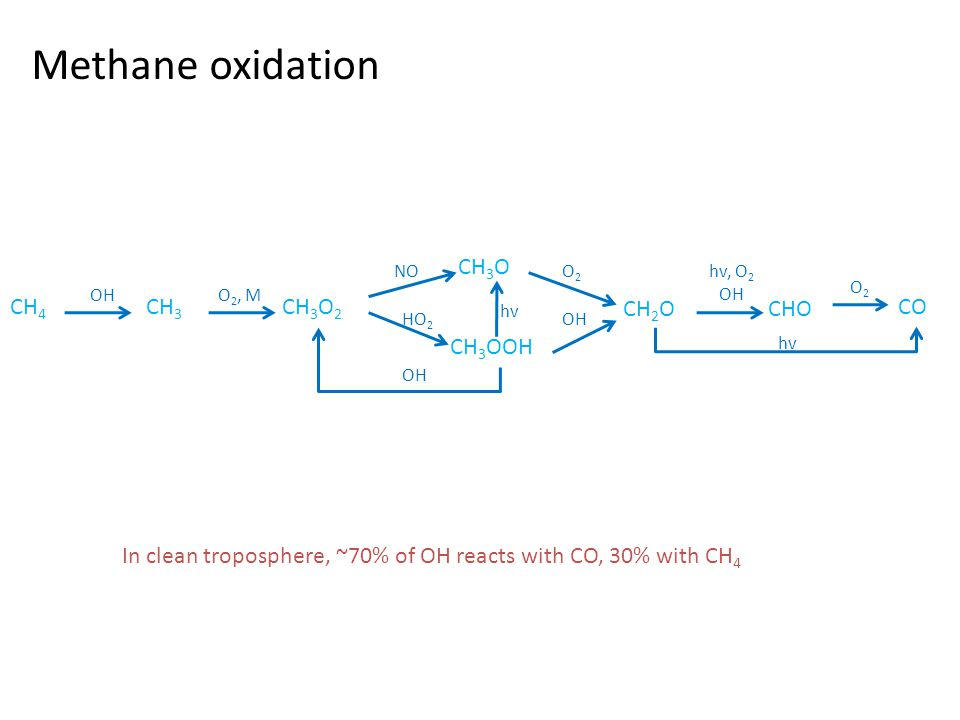 Methane oxidation
NO CH₃O O₂ hν, O₂
OH O₂, M OH O₂
CH₄ CH₃ CH₃O₂ hν CH₂O CHO CO
HO₂ OH
CH₃OOH hν
OH
In clean troposphere, ~70% of OH reacts with CO, 30% with CH₄